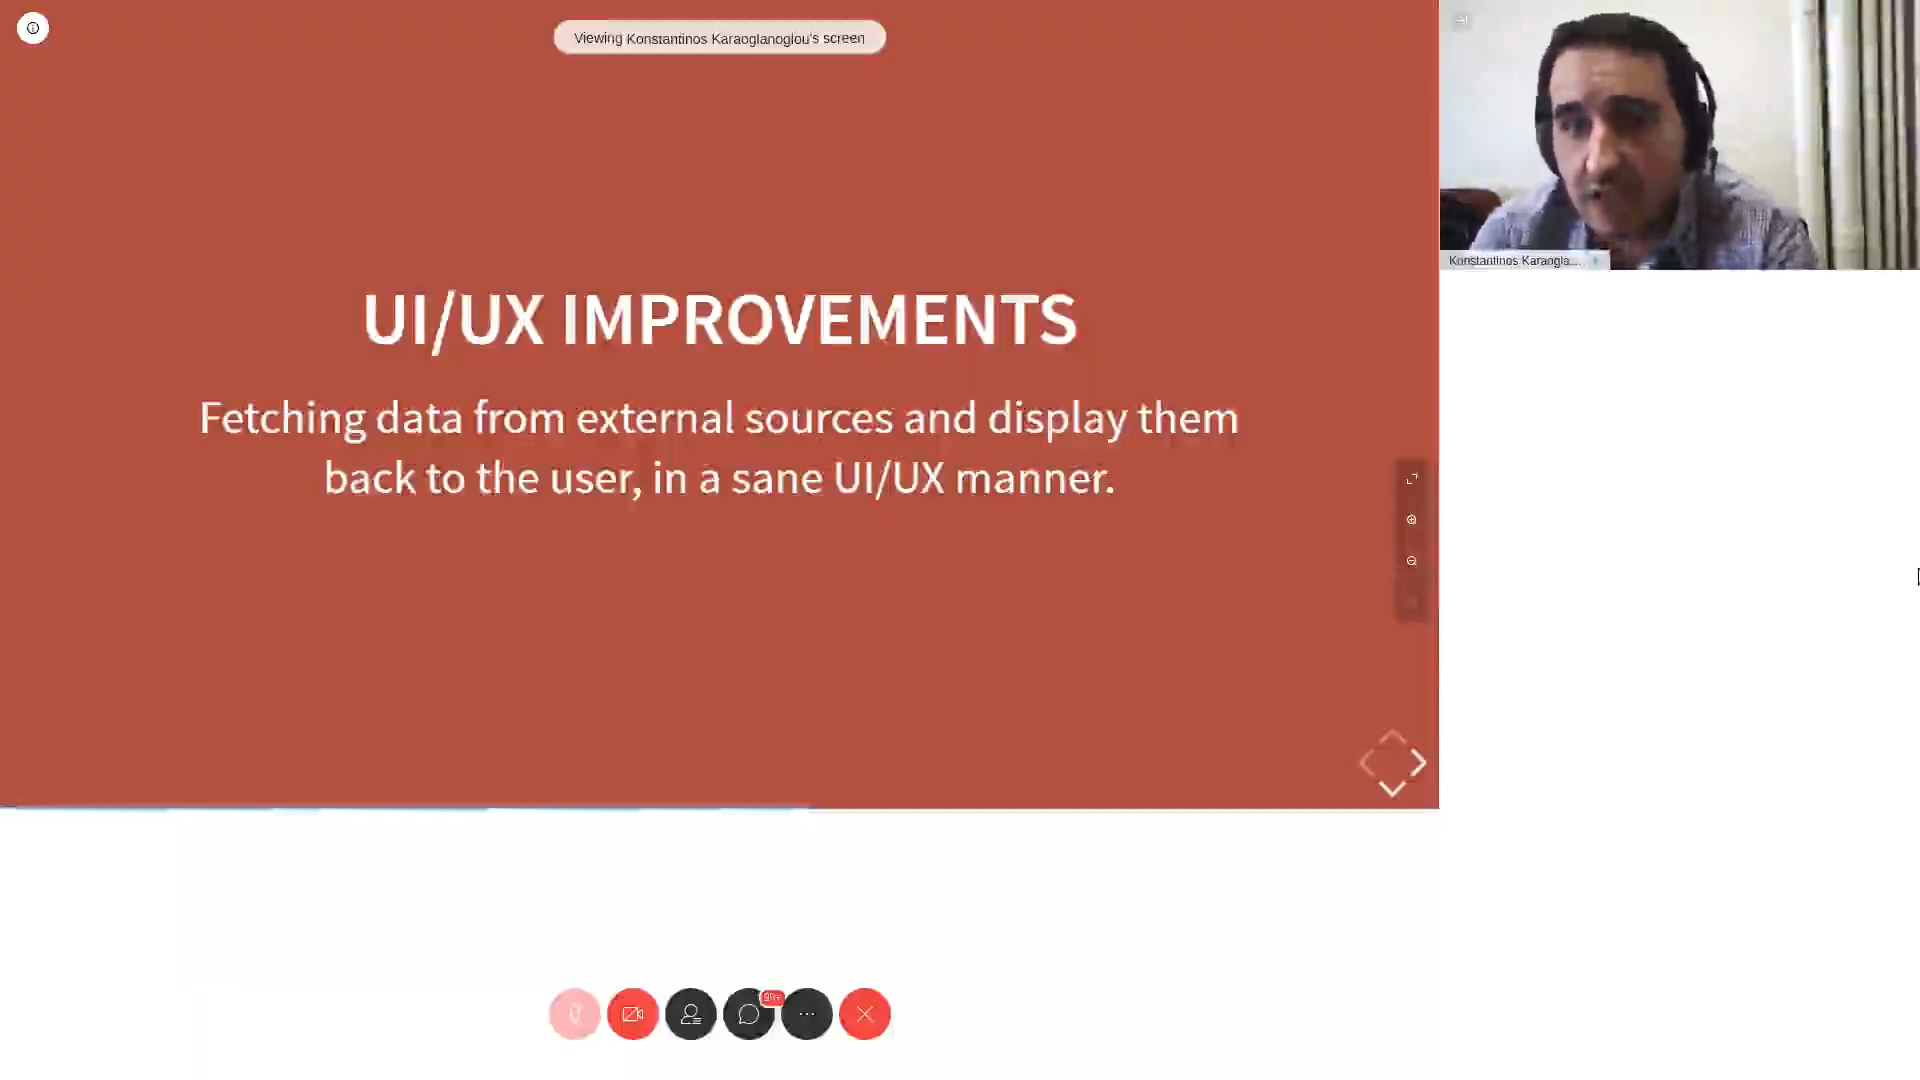 Viewing Konstantinos Karaoglanoglou's screen
UI/UX IMPROVEMENTS
Fetching data from external sources and display them
back to the user, in a sane UI/UX manner.
Konstantinos Karaogla...
99+